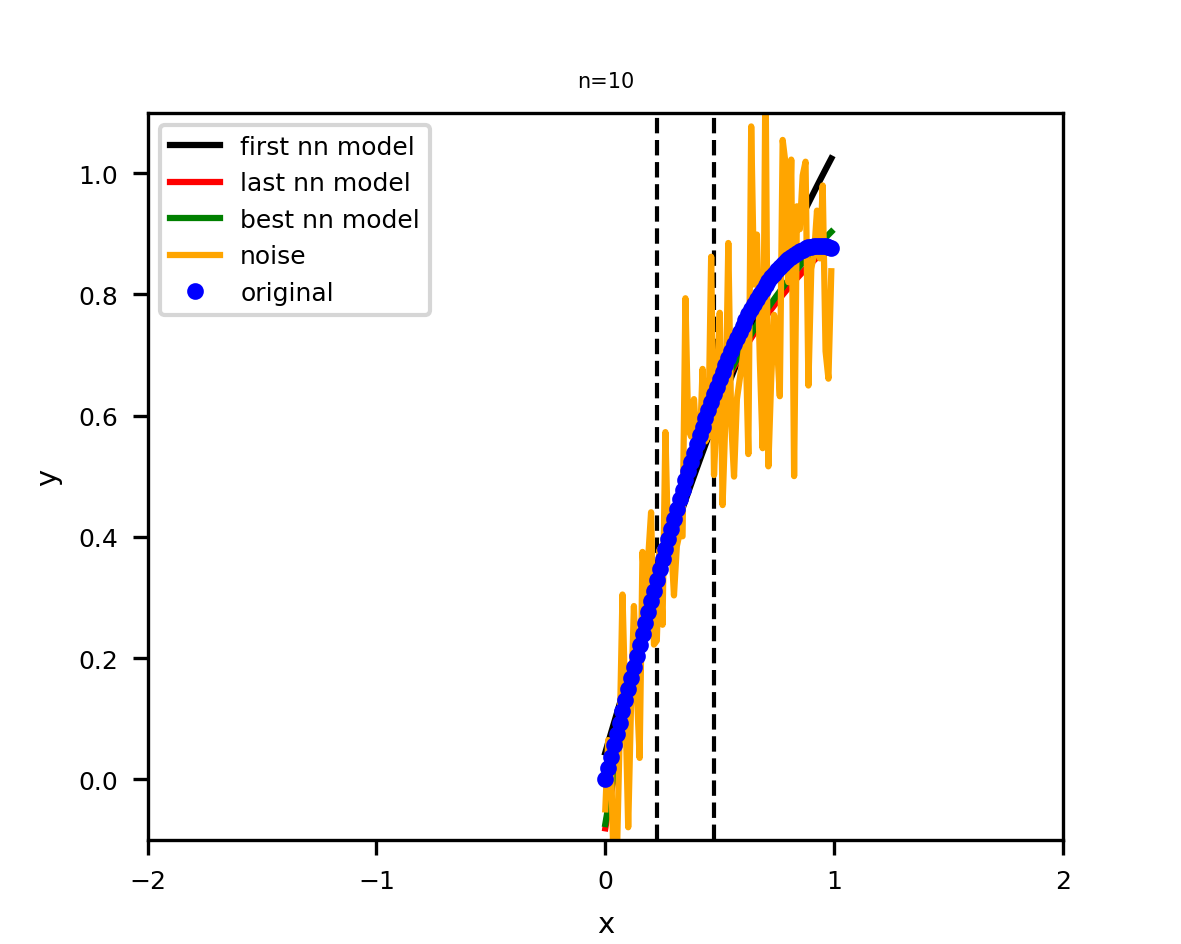 n=10
first nn model
last nn model
best nn model
noise
original
1.0
0.8
0.6
0.4
0.2
0.0
y
−2
−1
0
1
2
x